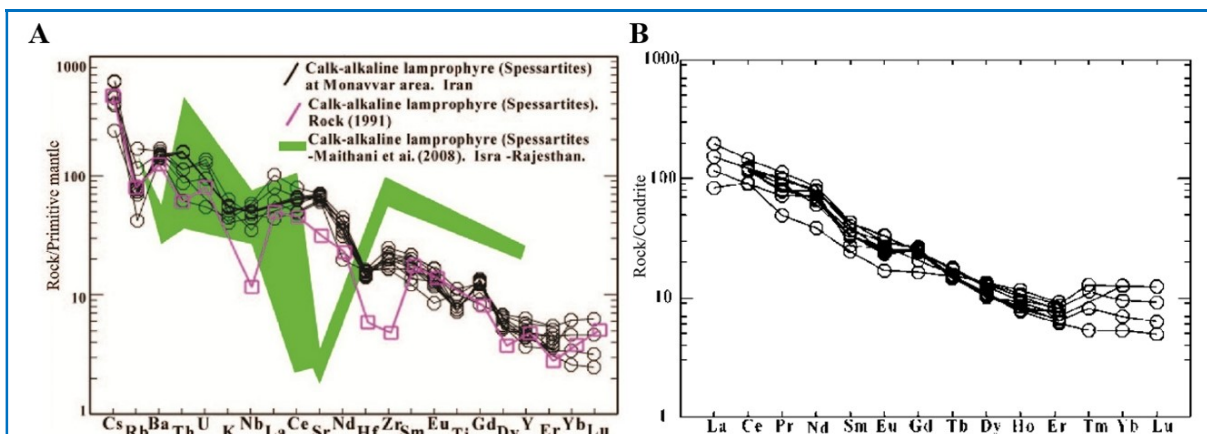 A
B
1000
100
10
1
Rock/Primitive mantle
Calk-alkaline lamprophyre (Spessartites)
at Monavvar area. Iran
Calk-alkaline lamprophyre (Spessartites).
Rock (1991)
Calk-alkaline lamprophyre (Spessartites
-Maithani et ai. (2008). Isra -Rajesthan.
Cs Rb Ba Th U K Nb La Ce Sr Nd Hf Zr Sm Eu Ti Gd Dy Y Er Yb Lu
1000
100
10
1
Rock/Condrite
La Ce Pr Nd Sm Eu Gd Tb Dy Ho Er Tm Yb Lu